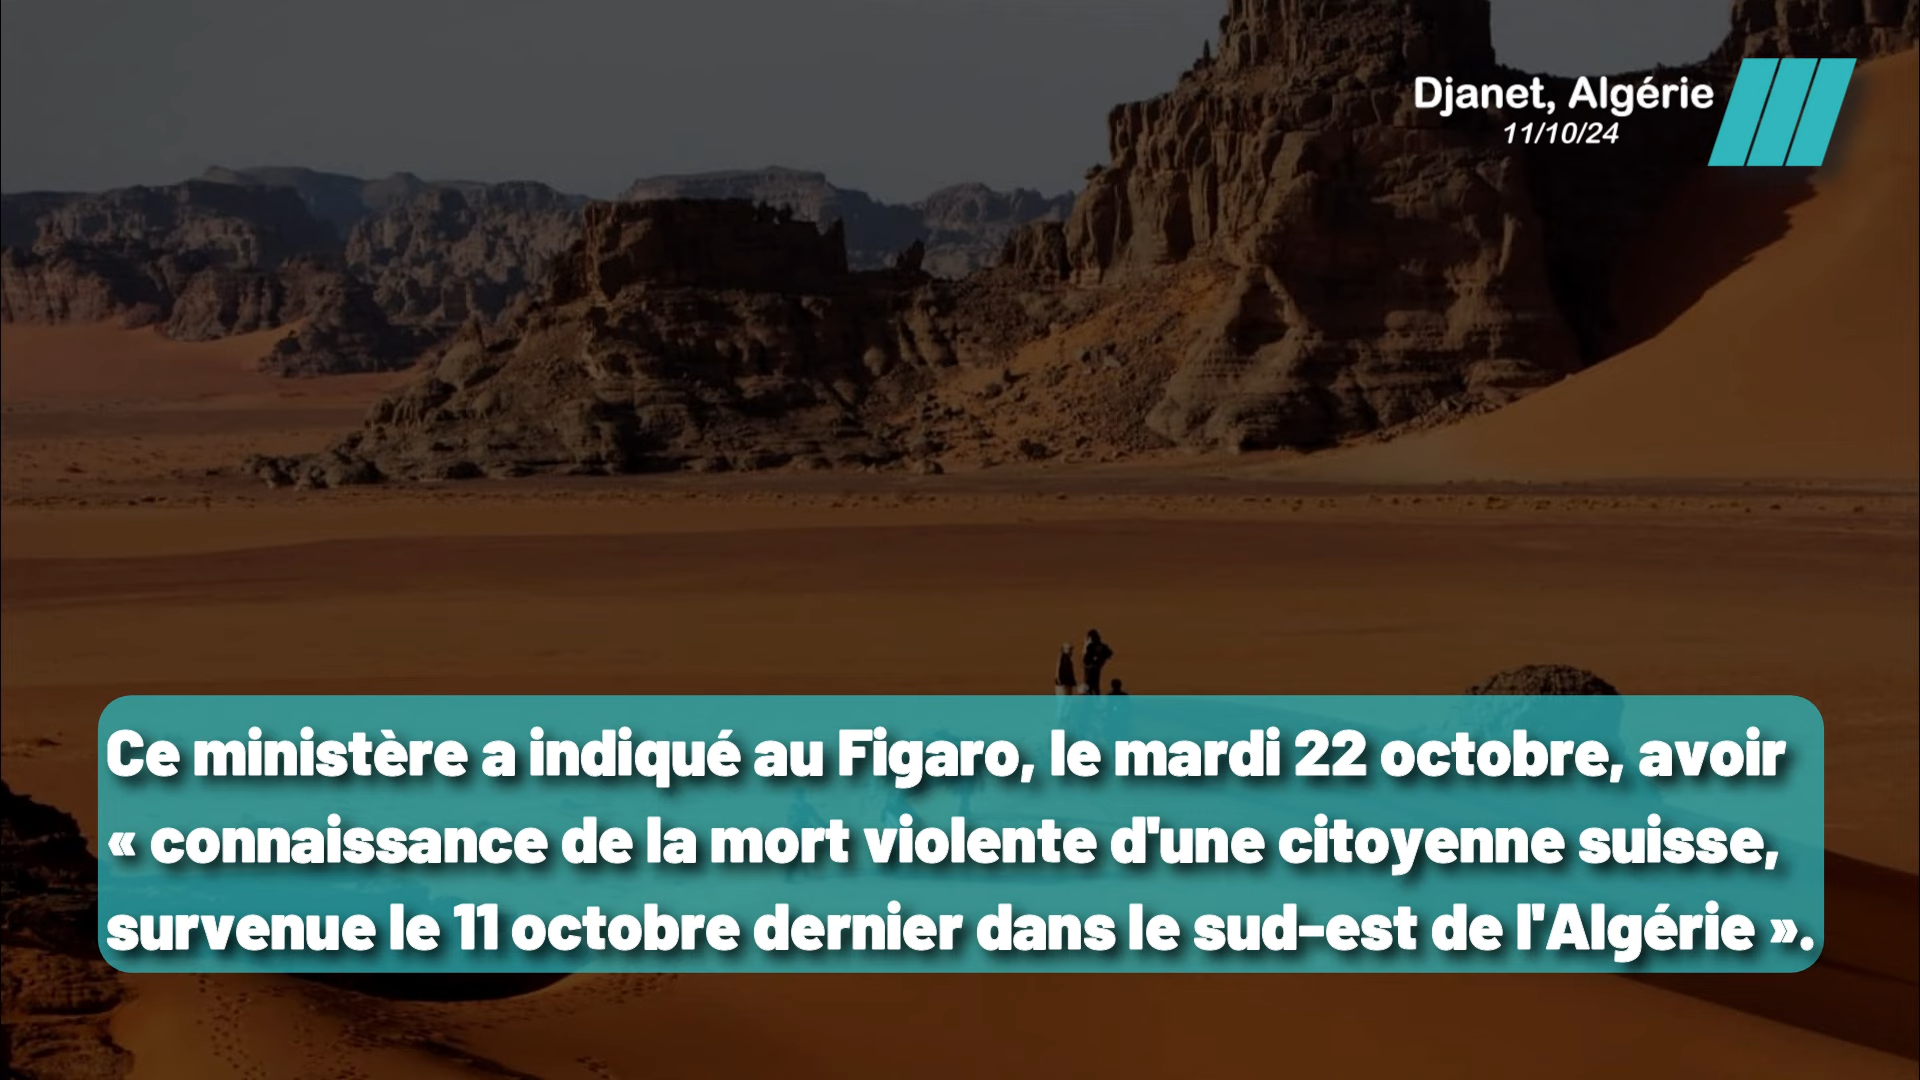 Djanet, Algérie
11/10/24
Ce ministère a indiqué au Figaro, le mardi 22 octobre, avoir
« connaissance de la mort violente d'une citoyenne suisse,
survenue le 11 octobre dernier dans le sud-est de l'Algérie ».